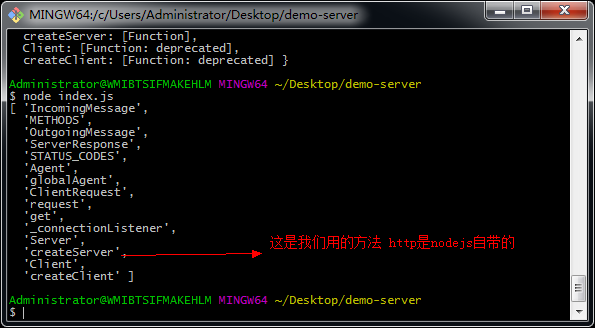 MINGW64:/c/Users/Administrator/Desktop/demo-server
createServer: [Function],
Client: [Function: deprecated],
createClient: [Function: deprecated] }
Administrator@WMIBTSIFMAKEHLM MINGW64 ~/Desktop/demo-server
$ node index.js
[ 'IncomingMessage',
'METHODS',
'OutgoingMessage',
'ServerResponse',
'STATUS_CODES',
'Agent',
'globalAgent',
'ClientRequest',
'request',
'get',
'_connectionListener',
'Server',
'createServer', 这是我们用的方法 http是nodejs自带的
'Client',
'createClient' ]
Administrator@WMIBTSIFMAKEHLM MINGW64 ~/Desktop/demo-server
$